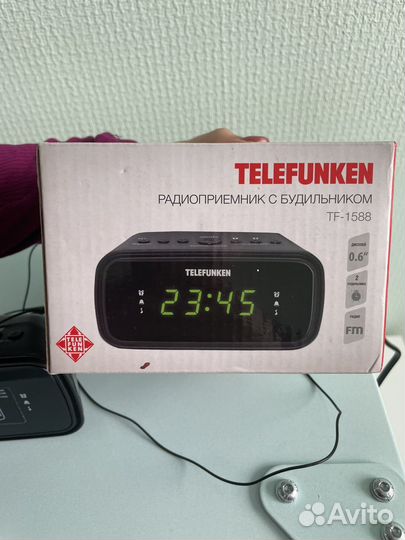 TELEFUNKEN
РАДИОПРИЕМНИК С БУДИЛЬНИКОМ
TF-1588
ДИСПЛЕЙ
0.6"
2
БУДИЛЬНИКА
РАДИО
FM
TELEFUNKEN
23:45
TELE
FUN
KEN
Avito